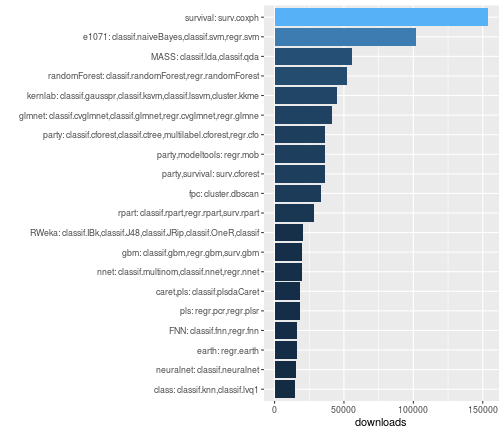 survival: surv.coxph
e1071: classif.naiveBayes,classif.svm,regr.svm
MASS: classif.lda,classif.qda
randomForest: classif.randomForest,regr.randomForest
kernlab: classif.gausspr,classif.ksvm,classif.lssvm,cluster.kkme
glmnet: classif.cvglmnet,classif.glmnet,regr.cvglmnet,regr.glmne
party: classif.cforest,classif.ctree,multilabel.cforest,regr.cfo
party,modeltools: regr.mob
party,survival: surv.cforest
fpc: cluster.dbscan
rpart: classif.rpart,regr.rpart,surv.rpart
RWeka: classif.IBk,classif.J48,classif.JRip,classif.OneR,classif
gbm: classif.gbm,regr.gbm,surv.gbm
nnet: classif.multinom,classif.nnet,regr.nnet
caret,pls: classif.plsdaCaret
pls: regr.pcr,regr.plsr
FNN: classif.fnn,regr.fnn
earth: regr.earth
neuralnet: classif.neuralnet
class: classif.knn,classif.lvq1
0 50000 100000 150000
downloads